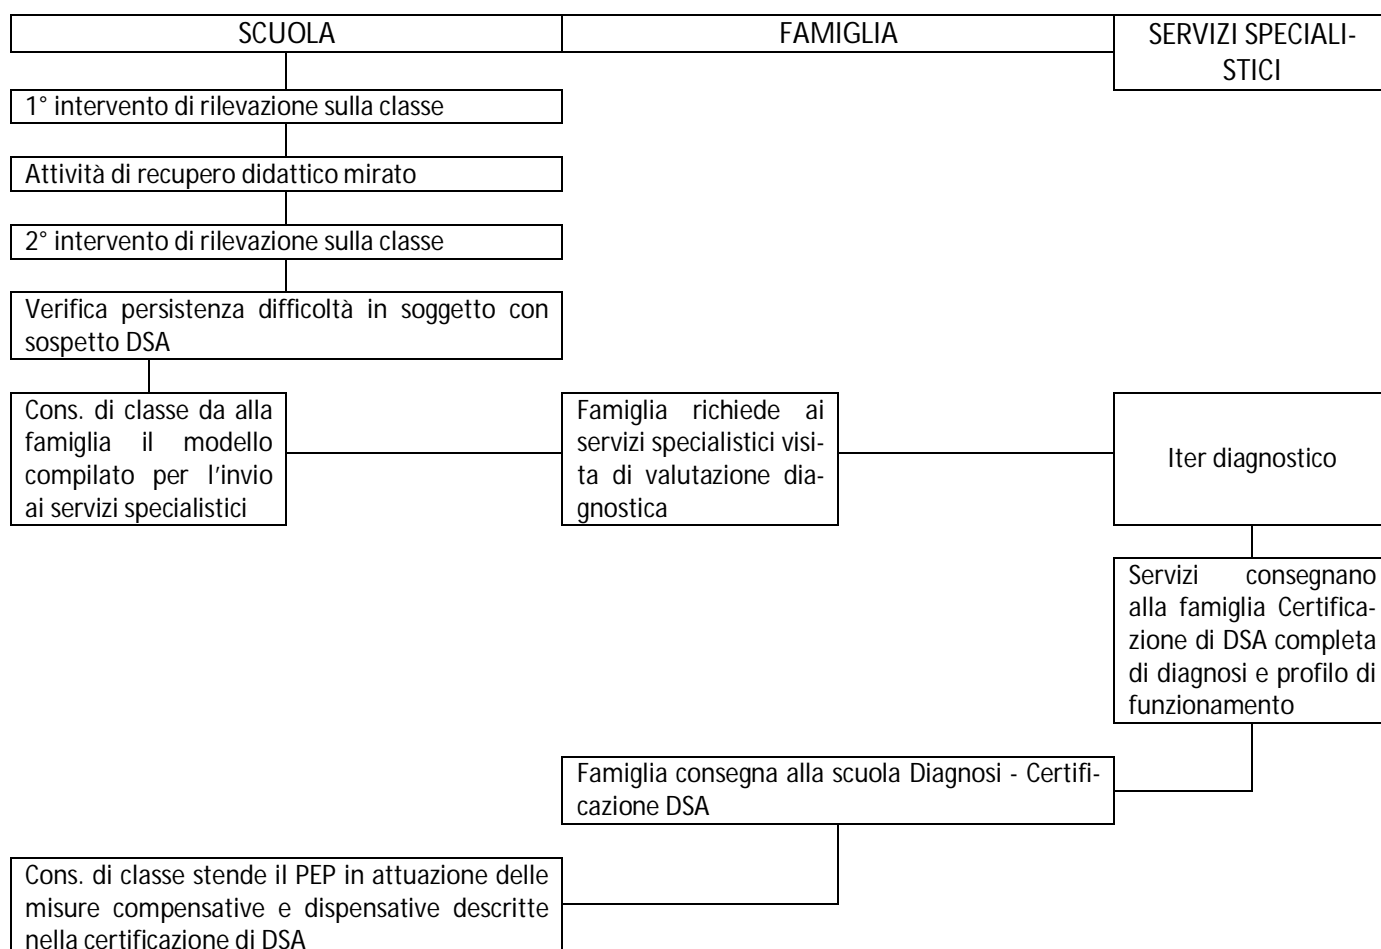 SCUOLA
FAMIGLIA
SERVIZI SPECIALI-
STICI
1° intervento di rilevazione sulla classe
Attività di recupero didattico mirato
2° intervento di rilevazione sulla classe
Verifica persistenza difficoltà in soggetto con
sospetto DSA
Cons. di classe da alla
famiglia il modello
compilato per l'invio
ai servizi specialistici
Famiglia richiede ai
servizi specialistici visi-
ta di valutazione dia-
gnostica
Iter diagnostico
Servizi consegnano
alla famiglia Certifica-
zione di DSA completa
di diagnosi e profilo di
funzionamento
Famiglia consegna alla scuola Diagnosi - Certifi-
cazione DSA
Cons. di classe stende il PEP in attuazione delle
misure compensative e dispensative descritte
nella certificazione di DSA